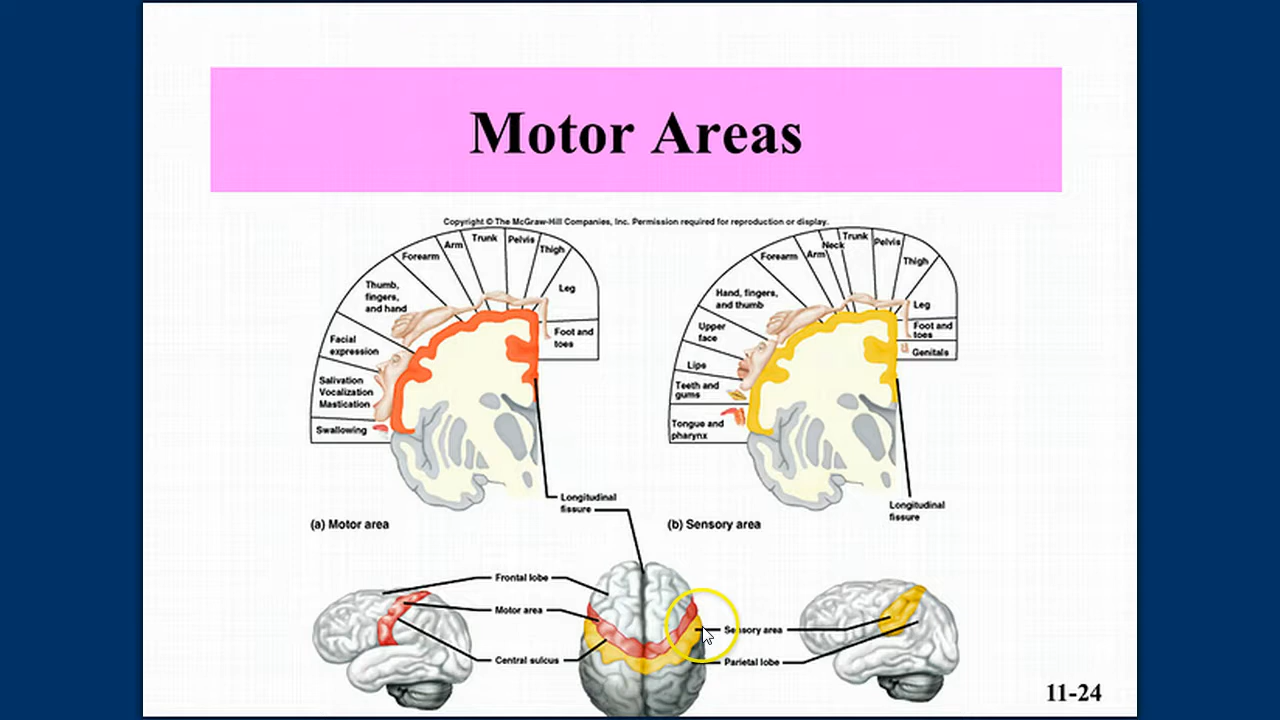 Motor Areas
Copyright © The McGraw-Hill Companies, Inc. Permission required for reproduction or display.
Swallowing
Salivation
Vocalization
Mastication
Facial
expression
Thumb,
fingers,
and hand
Forearm
Arm
Trunk
Pelvis
Thigh
Leg
Foot and
toes
Longitudinal
fissure
(a) Motor area
Tongue and
pharynx
Teeth and
gums
Lips
Upper
face
Hand, fingers,
and thumb
Forearm
Arm
Neck
Trunk
Pelvis
Thigh
Leg
Foot and
toes
Genitals
Longitudinal
fissure
(b) Sensory area
Frontal lobe
Motor area
Central sulcus
Sensory area
Parietal lobe
11-24